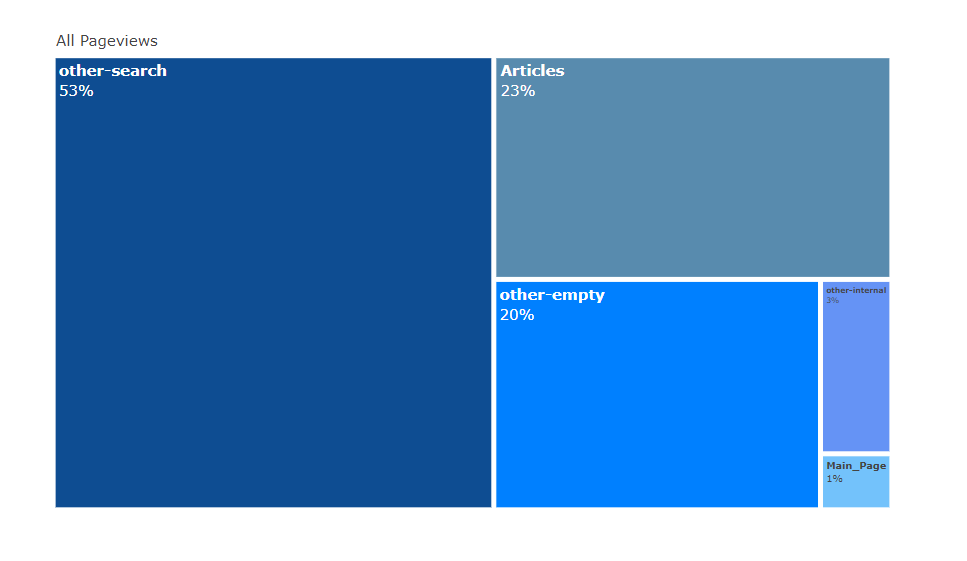 All Pageviews
other-search
53%
Articles
23%
other-empty
20%
other-internal
3%
Main_Page
1%